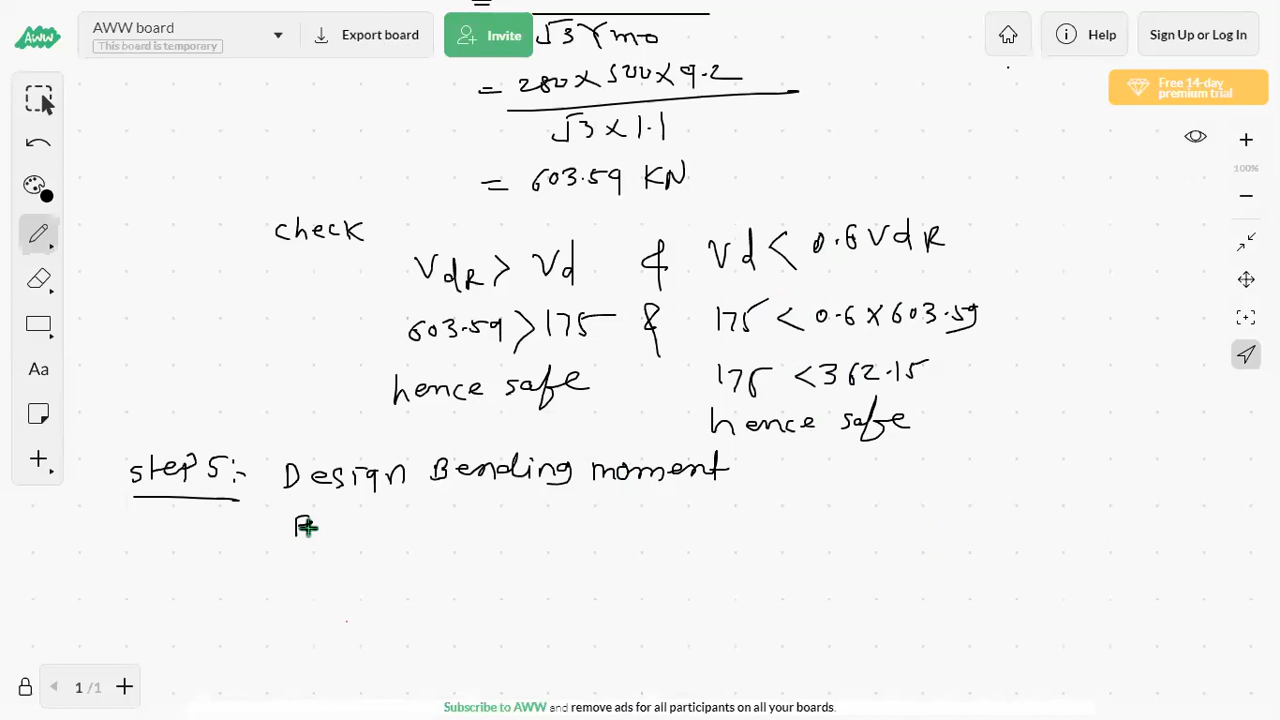 AWW
AWW board
This board is temporary
Export board
Invite
Help
Sign Up or Log In
Free 14-day
premium trial
√3 γmo
= 280 × 500 × 9.2
√3 × 1.1
= 603.59 KN
100%
check
VdR > Vd & Vd < 0.6 VdR
603.59 > 175 & 175 < 0.6 × 603.59
175 < 362.15
hence safe
hence safe
Step 5:- Design Bending moment
Aa
1 / 1
Subscribe to AWW and remove ads for all participants on all your boards.